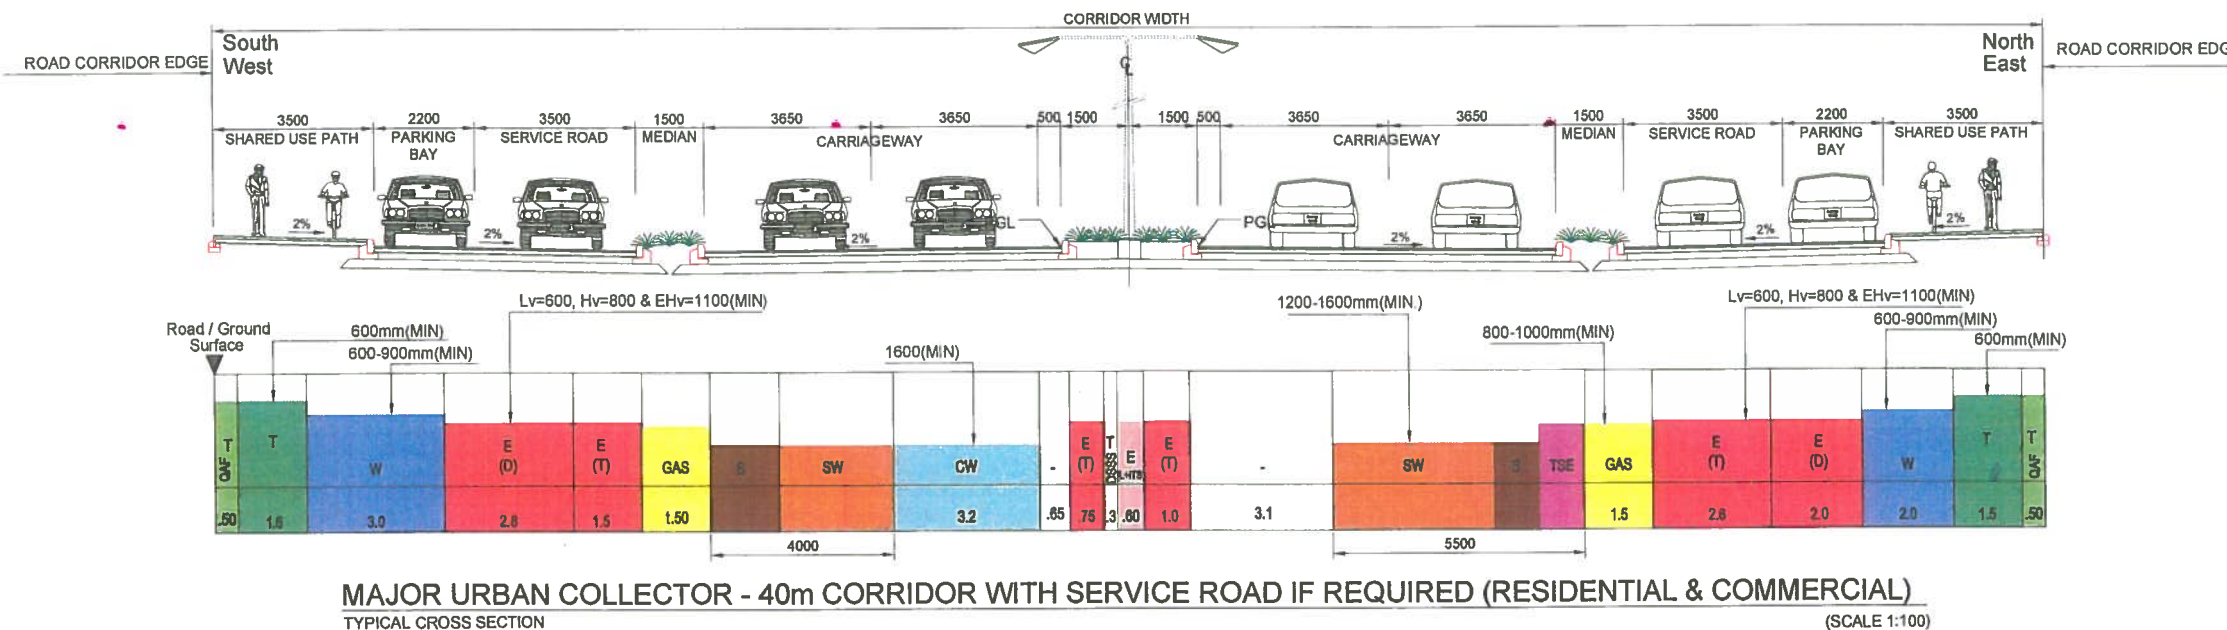 CORRIDOR WIDTH
South
West
North
East
ROAD CORRIDOR EDGE
ROAD CORRIDOR EDG
CL
3500 2200 3500 1500 3650 3650 500 1500 1500 500 3650 3650 1500 3500 2200 3500
SHARED USE PATH PARKING BAY SERVICE ROAD MEDIAN CARRIAGEWAY CARRIAGEWAY MEDIAN SERVICE ROAD PARKING BAY SHARED USE PATH
2% 2% 2% GL PGL 2% 2% 2%
Lv=600, Hv=800 & EHv=1100(MIN)
1200-1600mm(MIN.)
Lv=600, Hv=800 & EHv=1100(MIN)
Road / Ground
Surface
600mm(MIN)
600-900mm(MIN)
1600(MIN)
800-1000mm(MIN)
600-900mm(MIN)
600mm(MIN)
T QAF T W E (D) E (T) GAS S SW CW - E (T) T DSSS E E (T) - SW S TSE GAS E (T) E (D) W T T QAF
.50 1.6 3.0 2.8 1.5 1.50 3.2 .65 75 .3 .60 1.0 3.1 1.5 2.6 2.0 2.0 1.5 .50
4000 5500
MAJOR URBAN COLLECTOR - 40m CORRIDOR WITH SERVICE ROAD IF REQUIRED (RESIDENTIAL & COMMERCIAL)
TYPICAL CROSS SECTION (SCALE 1:100)